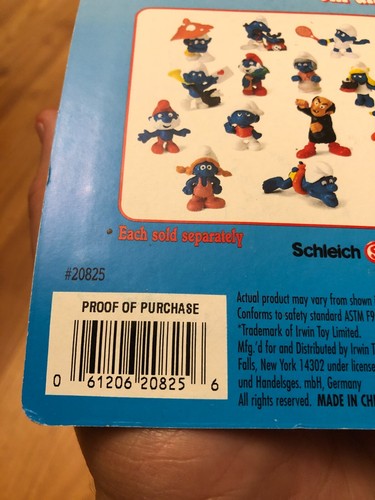 • Each sold separately
Schleich S
#20825
PROOF OF PURCHASE
0 61206 20825 6
Actual product may vary from shown
Conforms to safety standard ASTM F9
*Trademark of Irwin Toy Limited.
Mfg.'d for and Distributed by Irwin T
Falls, New York 14302 under license
und Handelsges. mbH, Germany
All rights reserved. MADE IN CHI